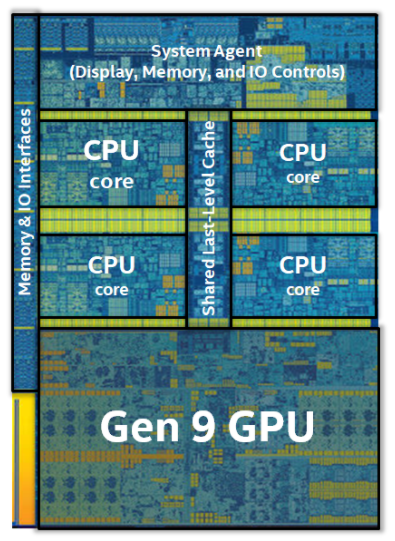 System Agent
(Display, Memory, and IO Controls)
Memory & IO Interfaces
CPU
core
Shared Last-Level Cache
CPU
core
CPU
core
CPU
core
Gen 9 GPU